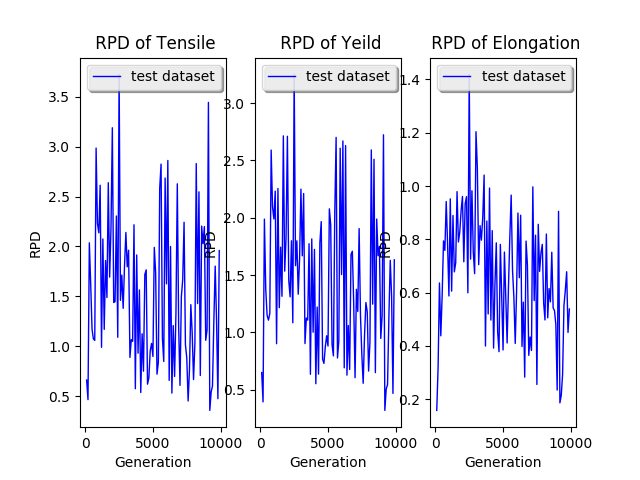 RPD of Tensile
RPD of Yeild
RPD of Elongation
test dataset
test dataset
test dataset
RPD
3.5
3.0
2.5
2.0
1.5
1.0
0.5
RPD
3.0
2.5
2.0
1.5
1.0
0.5
RPD
1.4
1.2
1.0
0.8
0.6
0.4
0.2
0 5000 10000
0 5000 10000
0 5000 10000
Generation
Generation
Generation